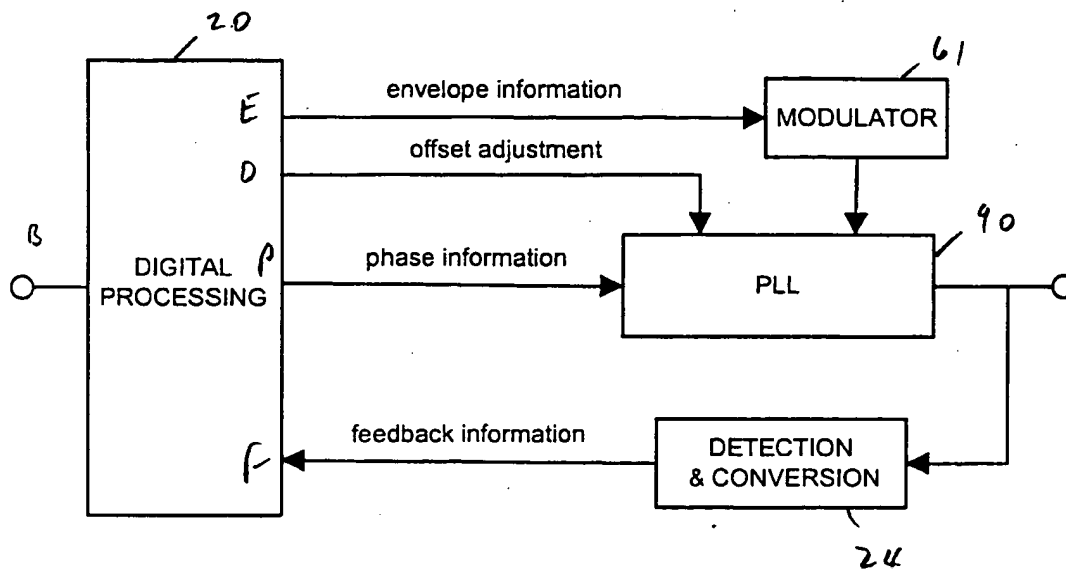 20
61
E
envelope information
MODULATOR
D
offset adjustment
90
B
DIGITAL
PROCESSING
P
phase information
PLL
F
feedback information
DETECTION
& CONVERSION
24